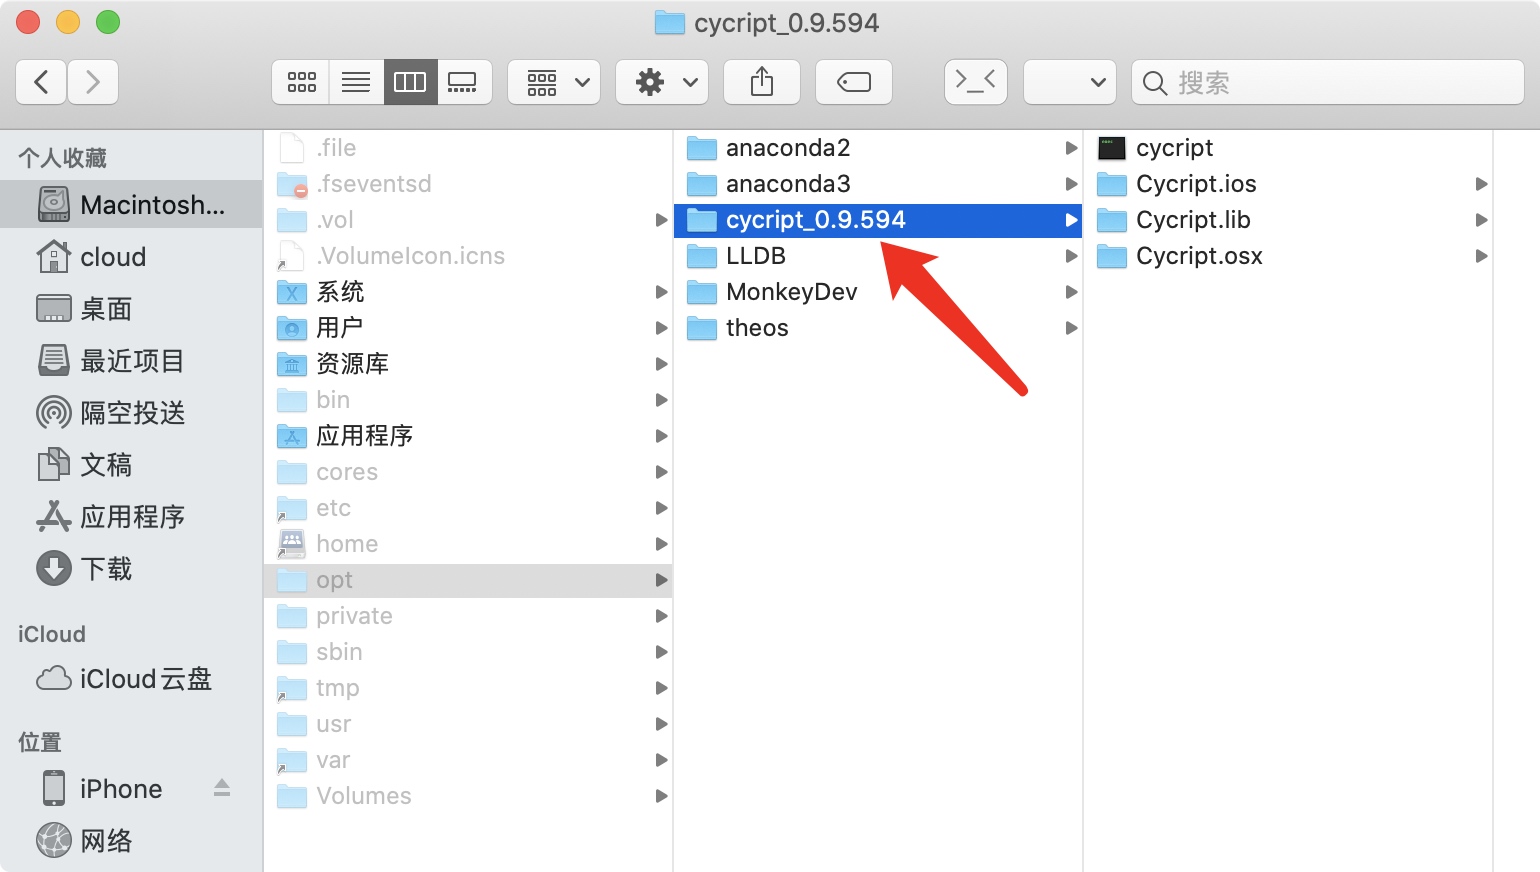 cycript_0.9.594
搜索
个人收藏
Macintosh...
cloud
桌面
最近项目
隔空投送
文稿
应用程序
下载
iCloud
iCloud云盘
位置
iPhone
网络
.file
.fseventsd
.vol
.VolumeIcon.icns
系统
用户
资源库
bin
应用程序
cores
etc
home
opt
private
sbin
tmp
usr
var
Volumes
anaconda2
anaconda3
cycript_0.9.594
LLDB
MonkeyDev
theos
cycript
Cycript.ios
Cycript.lib
Cycript.osx